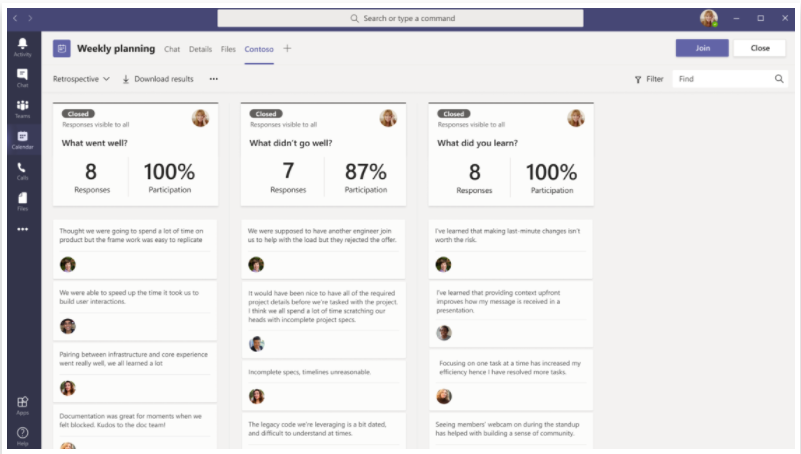 Search or type a command
Activity
Chat
Teams
Calendar
Calls
Files
Apps
Help
Weekly planning Chat Details Files Contoso
Join Close
Retrospective Download results
Filter Find
Closed
Responses visible to all
What went well?
8 100%
Responses Participation
Thought we were going to spend a lot of time on
product but the frame work was easy to replicate
We were able to speed up the time it took us to
build user interactions.
Pairing between infrastructure and core experience
went really well, we all learned a lot
Documentation was great for moments when we
felt blocked. Kudos to the doc team!
Closed
Responses visible to all
What didn't go well?
7 87%
Responses Participation
We were supposed to have another engineer join
us to help with the load but they rejected the offer.
It would have been nice to have all of the required
project details before we're tasked with the project.
I think we all spend a lot of time scratching our
heads with incomplete project specs.
Incomplete specs, timelines unreasonable.
The legacy code we're leveraging is a bit dated,
and difficult to understand at times.
Closed
Responses visible to all
What did you learn?
8 100%
Responses Participation
I've learned that making last-minute changes isn't
worth the risk.
I've learned that providing context upfront
improves how my message is received in a
presentation.
Focusing on one task at a time has increased my
efficiency hence I have resolved more tasks.
Seeing members' webcam on during the standup
has helped with building a sense of community.